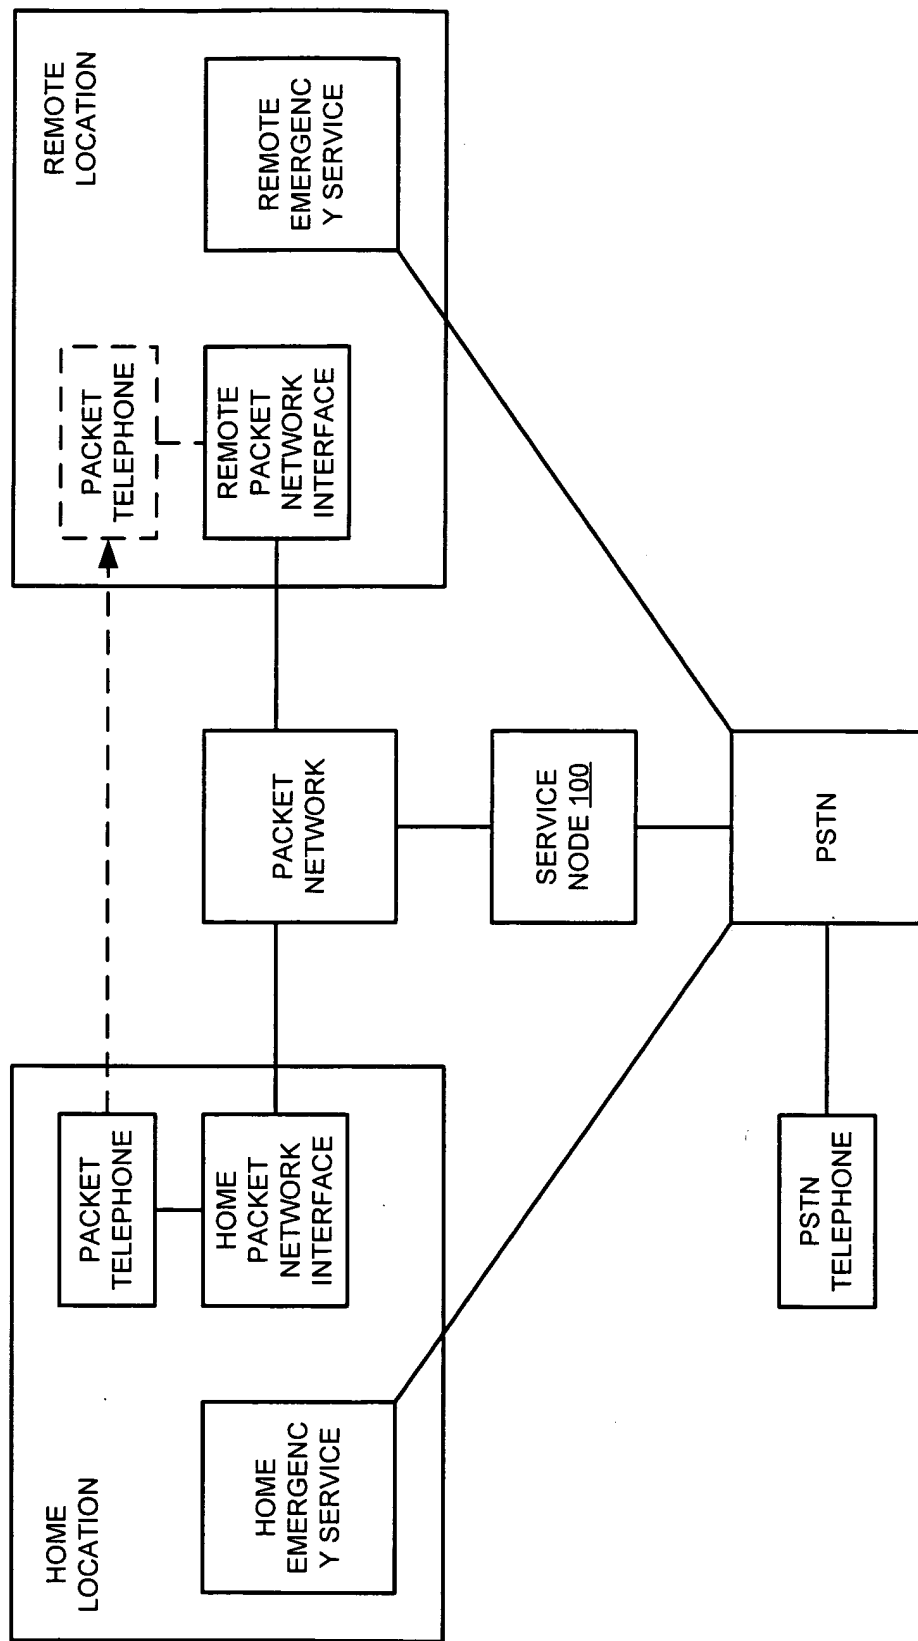 HOME
LOCATION
PACKET
TELEPHONE
HOME
PACKET
NETWORK
INTERFACE
HOME
EMERGENC
Y SERVICE
PACKET
NETWORK
SERVICE
NODE 100
PSTN
PSTN
TELEPHONE
REMOTE
LOCATION
PACKET
TELEPHONE
REMOTE
PACKET
NETWORK
INTERFACE
REMOTE
EMERGENC
Y SERVICE